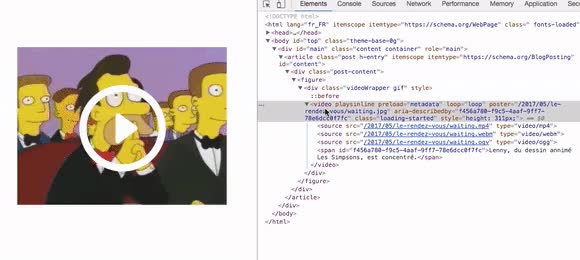 Elements Console Sources Network Performance Memory Application Security Audi
<!DOCTYPE html>
<html lang="fr_FR" itemscope itemtype="https://schema.org/WebPage" class=" fonts-loaded"
▶<head>…</head>
▼<body id="top" class="theme-base-0g">
▼<div id="main" class="content container" role="main">
▼<article class="post h-entry" itemscope itemtype="https://schema.org/BlogPosting"
id="content">
▼<div class="post-content">
▼<figure>
▼<div class="videoWrapper gif" style>
::before
… ▼<video playsinline preload="metadata" loop="loop" poster="/2017/05/le-
rendez-vous/waiting.jpg" aria-describedby="f456a780-f9c5-4aaf-9ff7-
78e6dcc0f7fc" class="loading-started" style="height: 311px;"> == $0
<source src="/2017/05/le-rendez-vous/waiting.mp4" type="video/mp4">
<source src="/2017/05/le-rendez-vous/waiting.webm" type="video/webm">
<source src="/2017/05/le-rendez-vous/waiting.ogv" type="video/ogg">
<span id="f456a780-f9c5-4aaf-9ff7-78e6dcc0f7fc">Lenny, du dessin animé
Les Simpsons, est concentré.</span>
</video>
</div>
</figure>
</div>
</article>
</div>
</body>
</html>